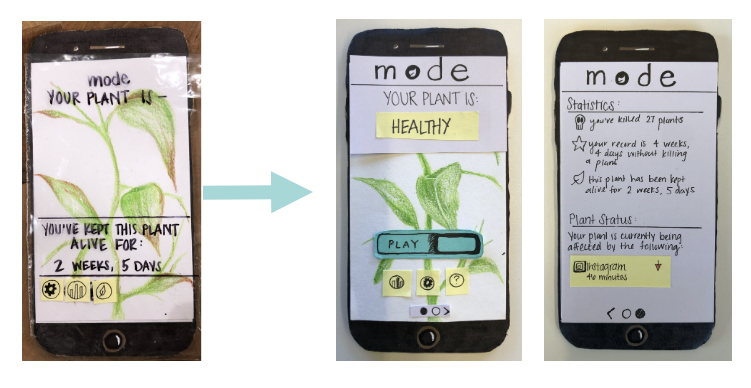 mode
YOUR PLANT IS —
YOU'VE KEPT THIS PLANT
ALIVE FOR:
2 WEEKS, 5 DAYS
mode
YOUR PLANT IS:
HEALTHY
PLAY
?
mode
Statistics:
you've killed 27 plants
your record is 4 weeks,
4 days without killing
a plant
this plant has been kept
alive for 2 weeks, 5 days
Plant Status:
Your plant is currently being
affected by the following:
Instagram
46 minutes